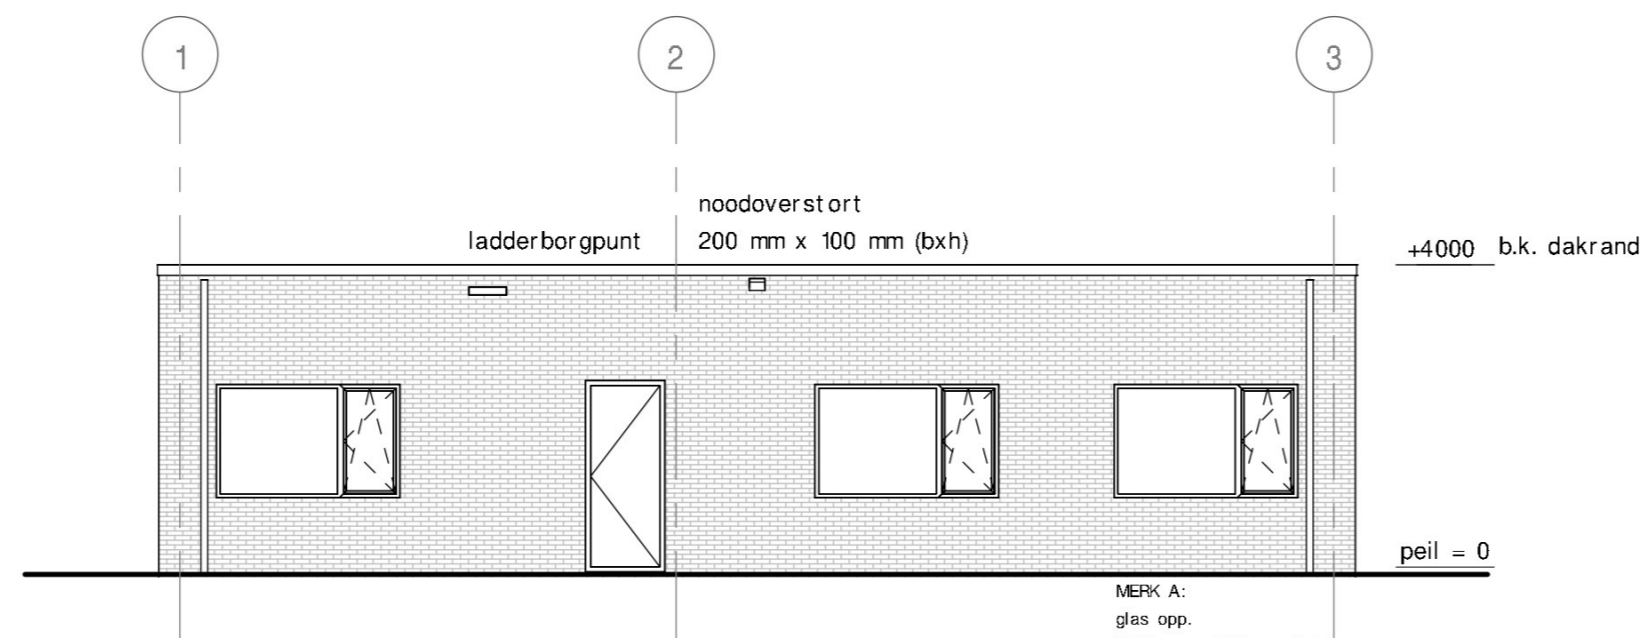 1
2
3
noodoverstort
ladderborgpunt
200 mm x 100 mm (bxh)
+4000 b.k. dakrand
peil = 0
MERK A:
glas opp.